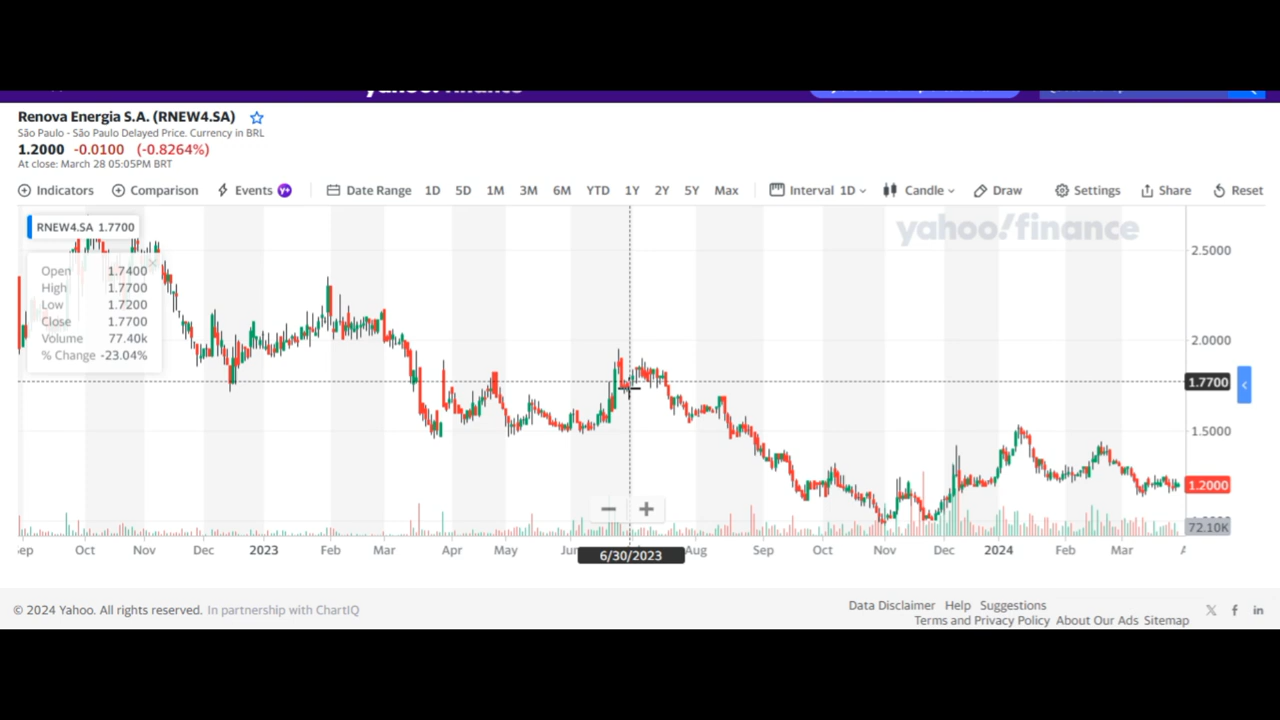 Renova Energia S.A. (RNEW4.SA)
São Paulo - São Paulo Delayed Price. Currency in BRL
1.2000 -0.0100 (-0.8264%)
At close: March 28 05:05PM BRT
Indicators Comparison Events Y+ Date Range 1D 5D 1M 3M 6M YTD 1Y 2Y 5Y Max Interval 1D Candle Draw Settings Share Reset
RNEW4.SA 1.7700
yahoo!finance
Open 1.7400
High 1.7700
Low 1.7200
Close 1.7700
Volume 77.40k
% Change -23.04%
2.5000
2.0000
1.7700
1.5000
1.2000
72.10K
Oct Nov Dec 2023 Feb Mar Apr May Aug Sep Oct Nov Dec 2024 Feb Mar
6/30/2023
© 2024 Yahoo. All rights reserved. In partnership with ChartIQ
Data Disclaimer Help Suggestions
Terms and Privacy Policy About Our Ads Sitemap